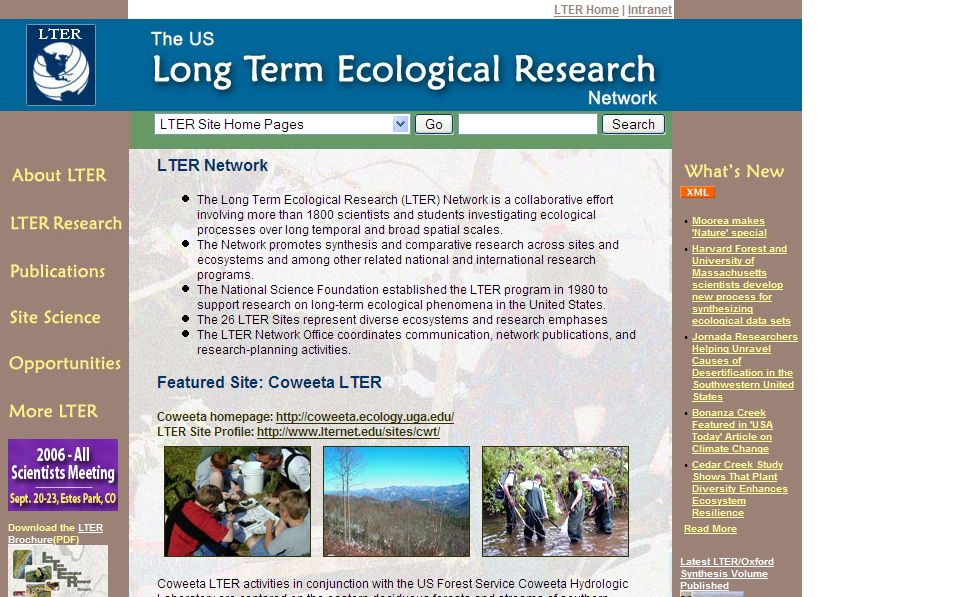 LTER Home | Intranet
LTER
The US
Long Term Ecological Research
Network
LTER Site Home Pages
Go
Search
About LTER
LTER Research
Publications
Site Science
Opportunities
More LTER
2006 - All
Scientists Meeting
Sept. 20-23, Estes Park, CO
Download the LTER
Brochure(PDF)
LTER Network
The Long Term Ecological Research (LTER) Network is a collaborative effort
involving more than 1800 scientists and students investigating ecological
processes over long temporal and broad spatial scales.
The Network promotes synthesis and comparative research across sites and
ecosystems and among other related national and international research
programs.
The National Science Foundation established the LTER program in 1980 to
support research on long-term ecological phenomena in the United States.
The 26 LTER Sites represent diverse ecosystems and research emphases
The LTER Network Office coordinates communication, network publications, and
research-planning activities.
Featured Site: Coweeta LTER
Coweeta homepage: http://coweeta.ecology.uga.edu/
LTER Site Profile: http://www.lternet.edu/sites/cwt/
Coweeta LTER activities in conjunction with the US Forest Service Coweeta Hydrologic
Laboratory are centered on the eastern deciduous forests and streams of southern
What's New
XML
Moorea makes
'Nature' special
Harvard Forest and
University of
Massachusetts
scientists develop
new process for
synthesizing
ecological data sets
Jornada Researchers
Helping Unravel
Causes of
Desertification in the
Southwestern United
States
Bonanza Creek
Featured in 'USA
Today' Article on
Climate Change
Cedar Creek Study
Shows That Plant
Diversity Enhances
Ecosystem
Resilience
Read More
Latest LTER/Oxford
Synthesis Volume
Published